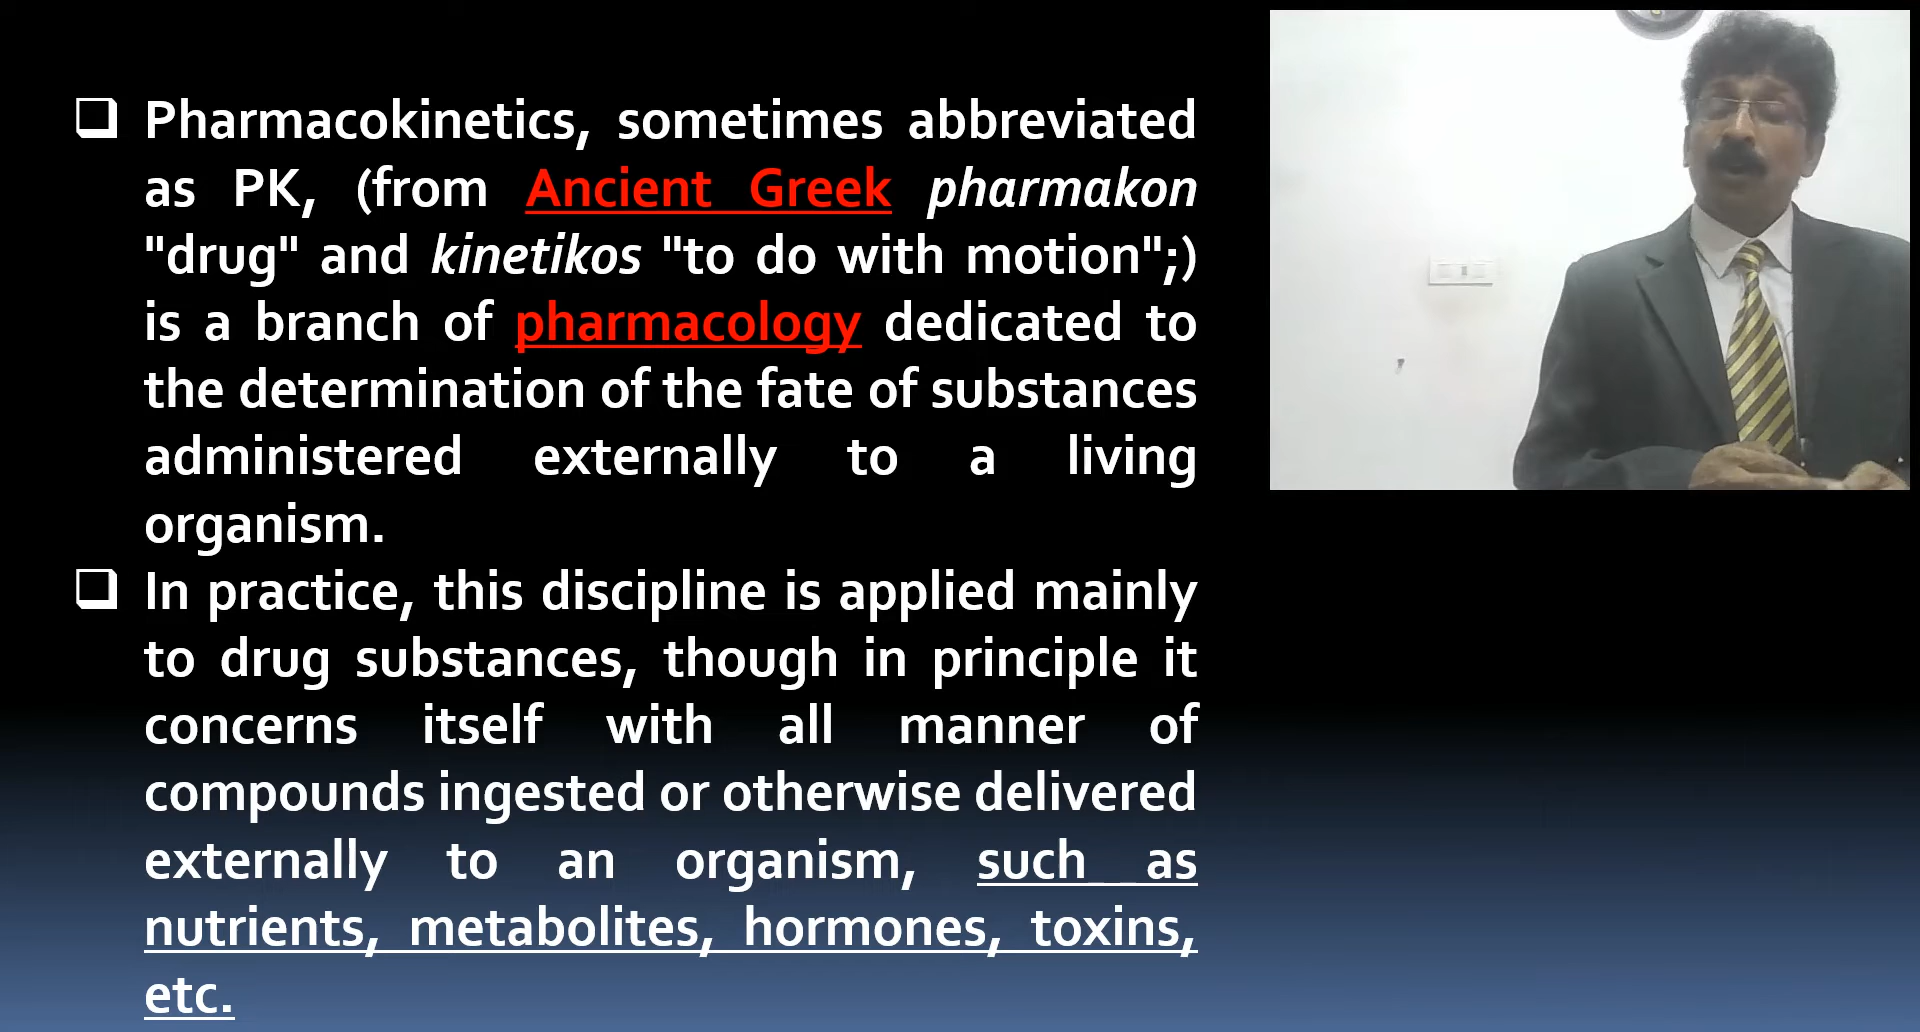 Pharmacokinetics, sometimes abbreviated
as PK, (from Ancient Greek pharmakon
"drug" and kinetikos "to do with motion";)
is a branch of pharmacology dedicated to
the determination of the fate of substances
administered externally to a living
organism.
In practice, this discipline is applied mainly
to drug substances, though in principle it
concerns itself with all manner of
compounds ingested or otherwise delivered
externally to an organism, such as
nutrients, metabolites, hormones, toxins,
etc.